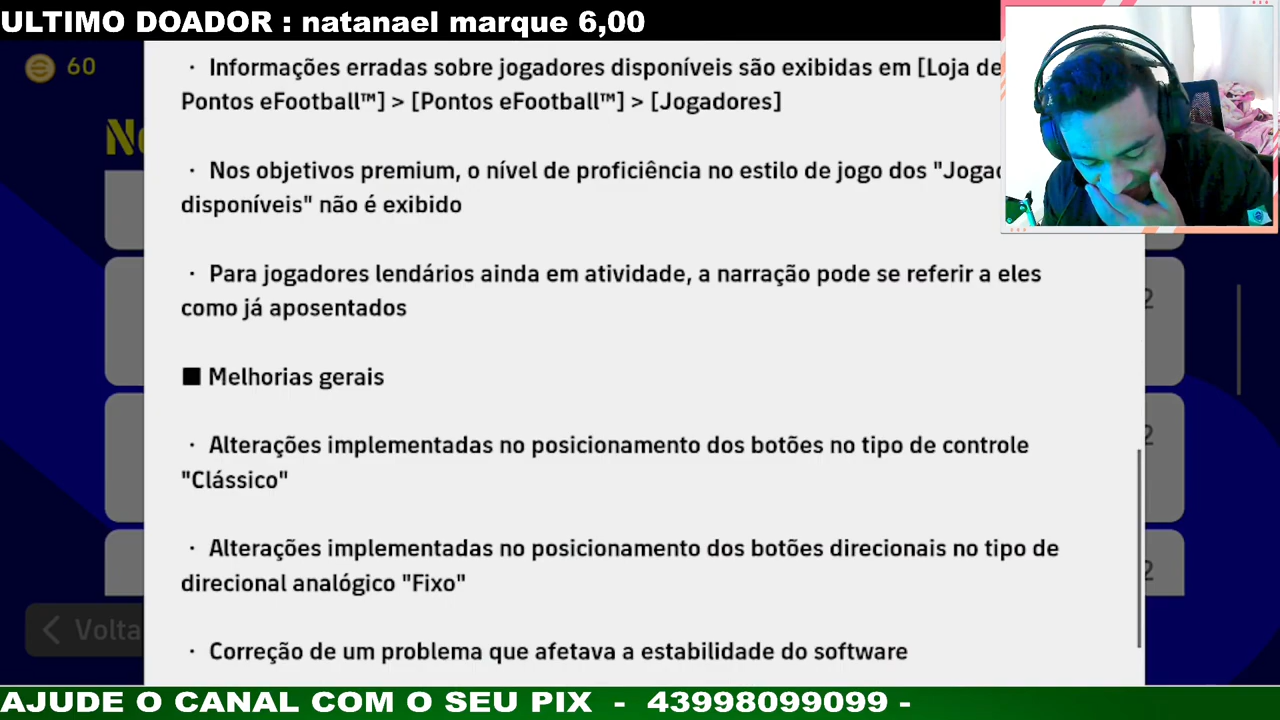 ULTIMO DOADOR : natanael marque 6,00
60
· Informações erradas sobre jogadores disponíveis são exibidas em [Loja de
Pontos eFootball™] > [Pontos eFootball™] > [Jogadores]
· Nos objetivos premium, o nível de proficiência no estilo de jogo dos
disponíveis" não é exibido
· Para jogadores lendários ainda em atividade, a narração pode se referir a eles
como já aposentados
■ Melhorias gerais
· Alterações implementadas no posicionamento dos botões no tipo de controle
"Clássico"
· Alterações implementadas no posicionamento dos botões direcionais no tipo de
direcional analógico "Fixo"
· Correção de um problema que afetava a estabilidade do software
2
2
2
Volta
AJUDE O CANAL COM O SEU PIX - 43998099099 -